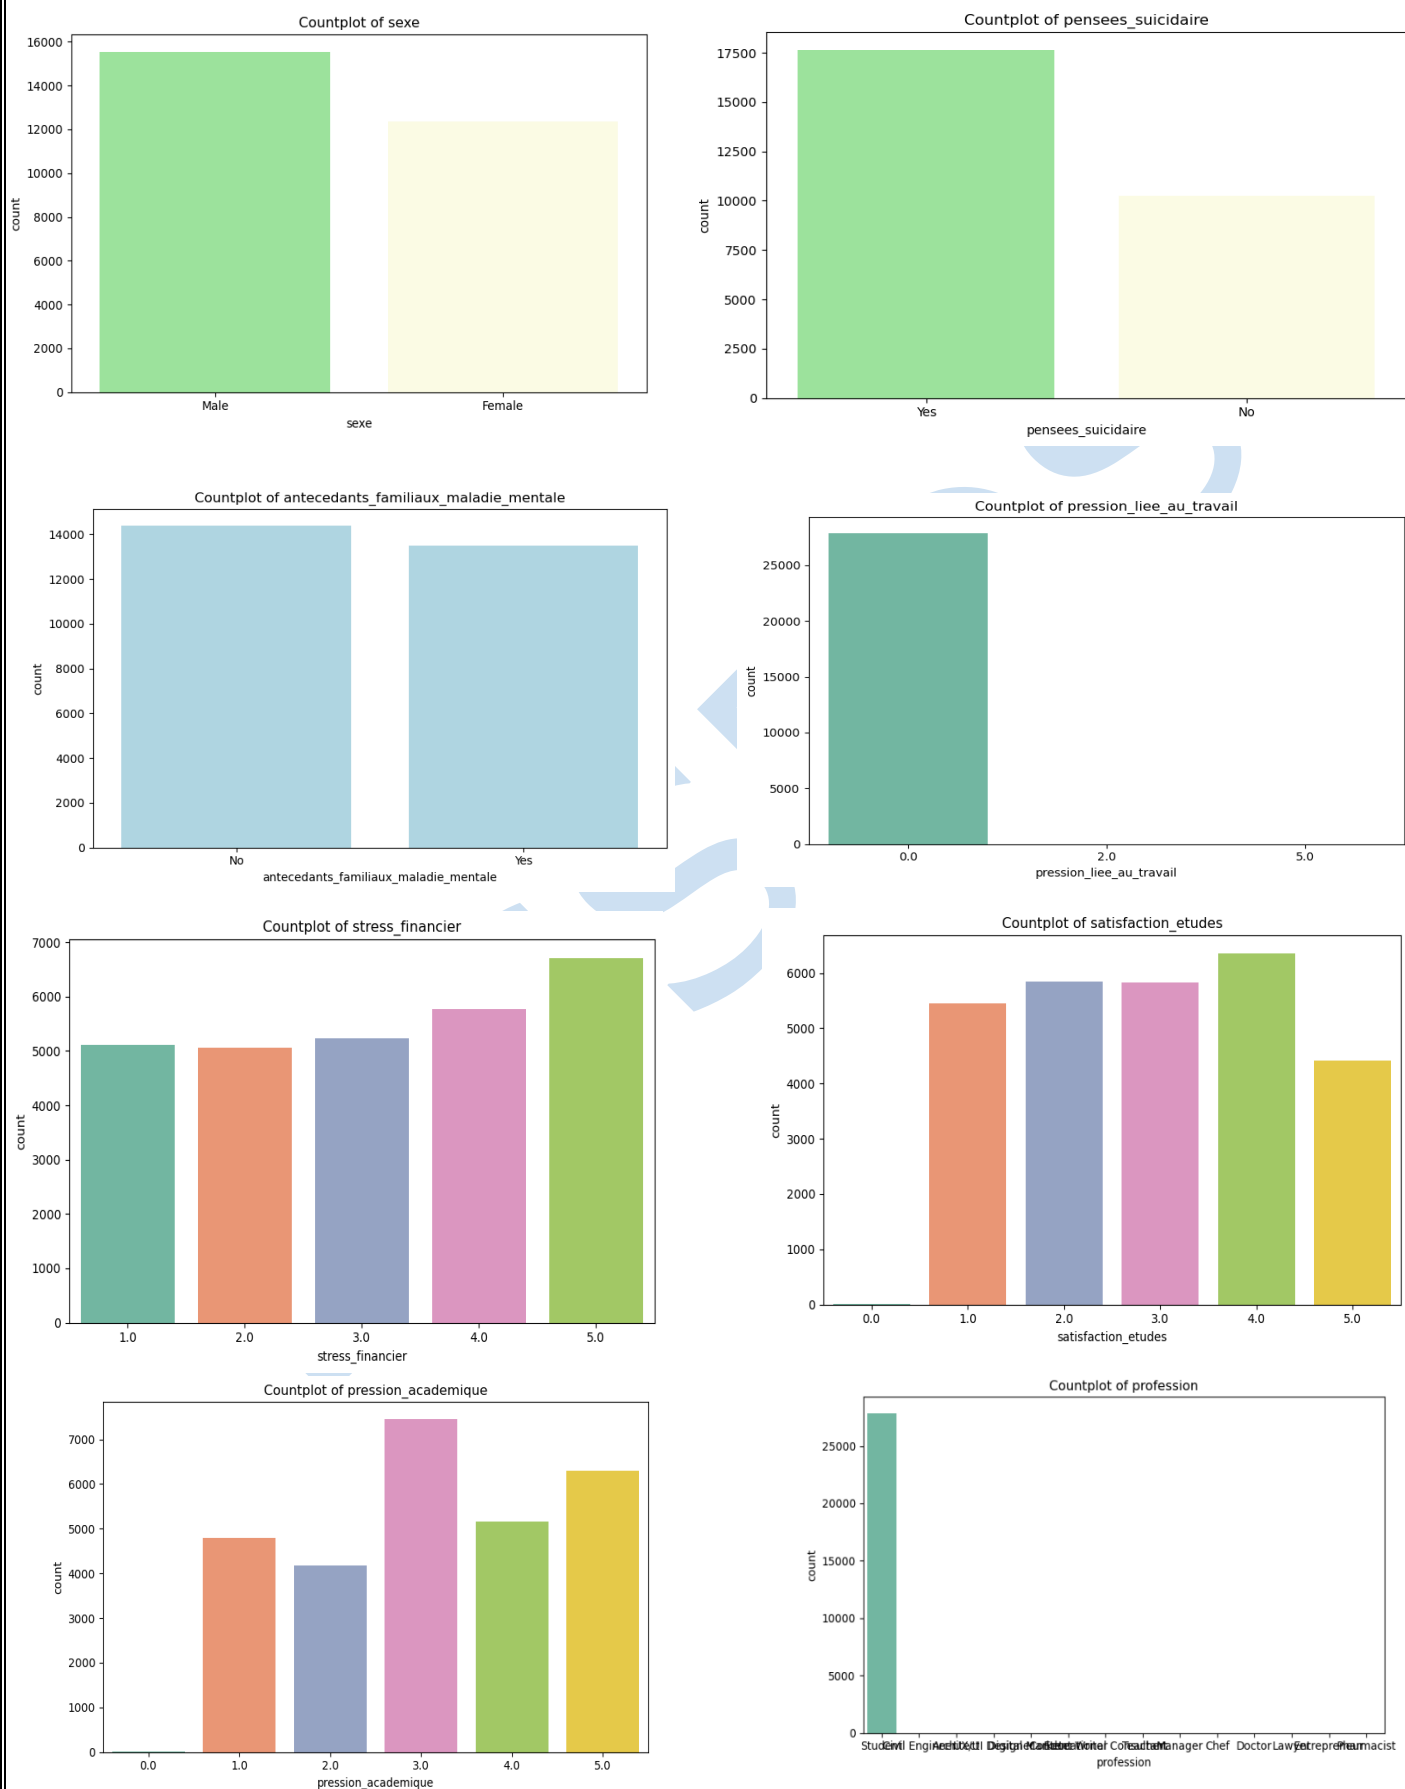 Countplot of sexe
16000
14000
12000
10000
8000
6000
4000
2000
0
count
Male Female
sexe
Countplot of pensees_suicidaire
17500
15000
12500
10000
7500
5000
2500
0
count
Yes No
pensees_suicidaire
Countplot of antecedants_familiaux_maladie_mentale
14000
12000
10000
8000
6000
4000
2000
0
count
No Yes
antecedants_familiaux_maladie_mentale
Countplot of pression_liee_au_travail
25000
20000
15000
10000
5000
0
count
0.0 2.0 5.0
pression_liee_au_travail
Countplot of stress_financier
7000
6000
5000
4000
3000
2000
1000
0
count
1.0 2.0 3.0 4.0 5.0
stress_financier
Countplot of satisfaction_etudes
6000
5000
4000
3000
2000
1000
0
count
0.0 1.0 2.0 3.0 4.0 5.0
satisfaction_etudes
Countplot of pression_academique
7000
6000
5000
4000
3000
2000
1000
0
count
0.0 1.0 2.0 3.0 4.0 5.0
pression_academique
Countplot of profession
25000
20000
15000
10000
5000
0
count
Student Civil Engineer Manager Chef Doctor Lawyer Entrepreneur Pharmacist
profession